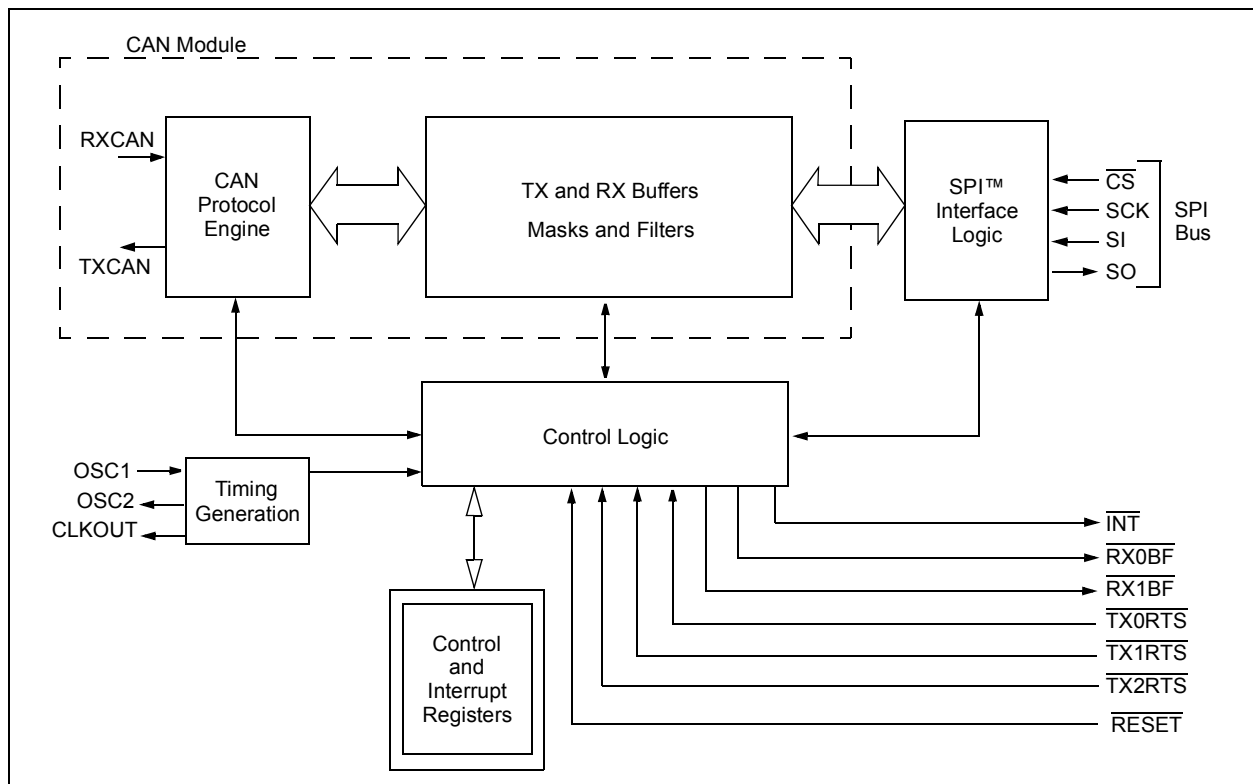 CAN Module
RXCAN
TXCAN
CAN
Protocol
Engine
TX and RX Buffers
Masks and Filters
SPI™
Interface
Logic
CS
SCK
SI
SO
SPI
Bus
Control Logic
OSC1
OSC2
CLKOUT
Timing
Generation
Control
and
Interrupt
Registers
INT
RX0BF
RX1BF
TX0RTS
TX1RTS
TX2RTS
RESET